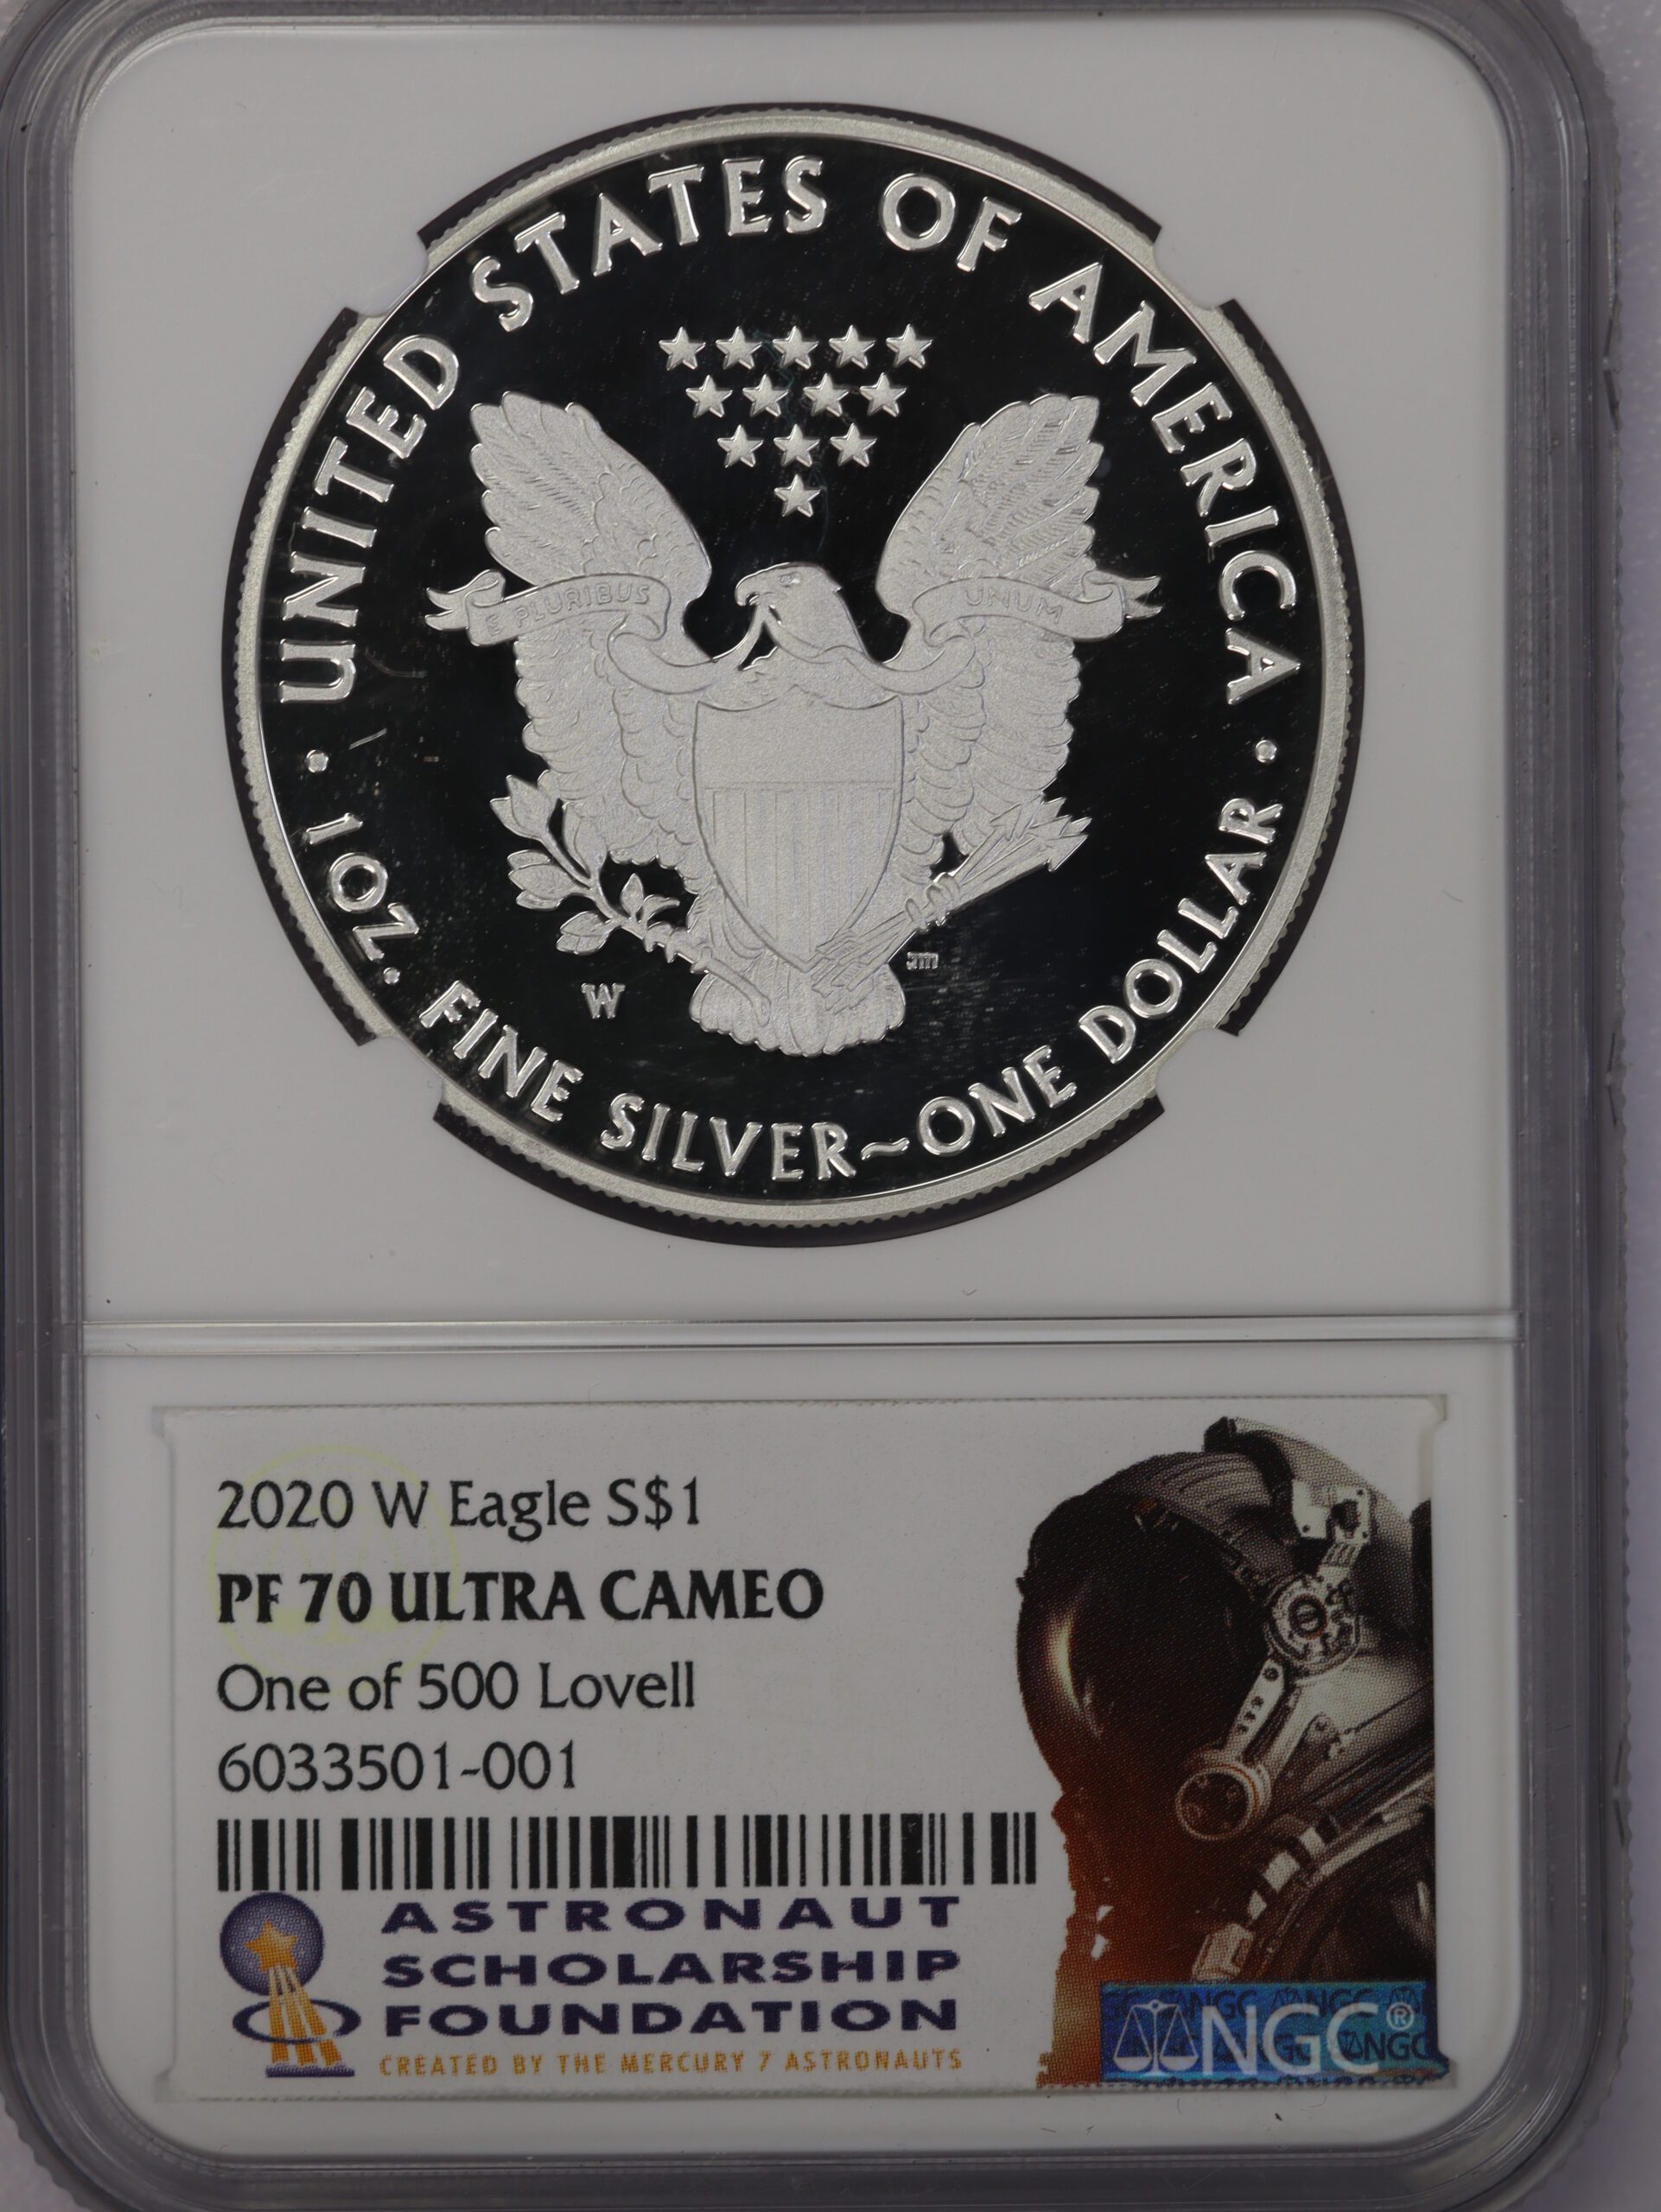 UNITED STATES OF AMERICA
E PLURIBUS UNUM
W
· 1 OZ. FINE SILVER~ONE DOLLAR ·
2020 W Eagle S$1
PF 70 ULTRA CAMEO
One of 500 Lovell
6033501-001
ASTRONAUT
SCHOLARSHIP
FOUNDATION
CREATED BY THE MERCURY 7 ASTRONAUTS
NGC®